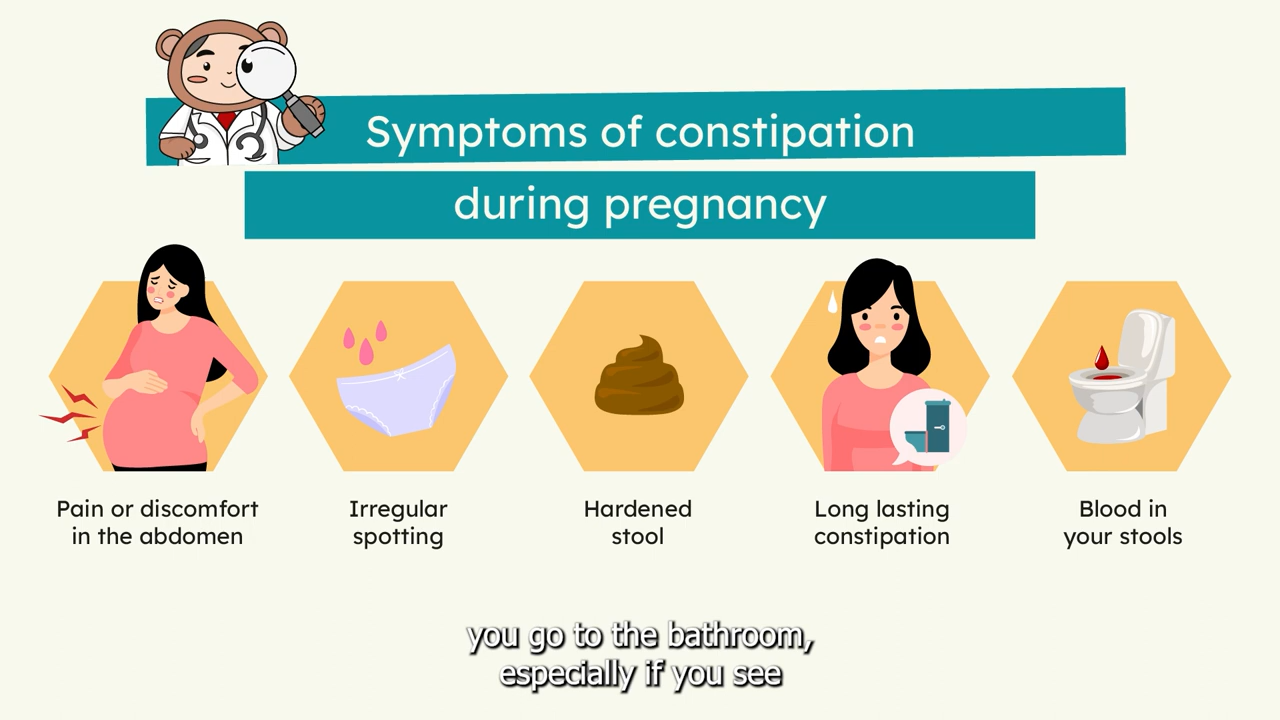 Symptoms of constipation
during pregnancy
Pain or discomfort
in the abdomen
Irregular
spotting
Hardened
stool
Long lasting
constipation
Blood in
your stools
you go to the bathroom,
especially if you see